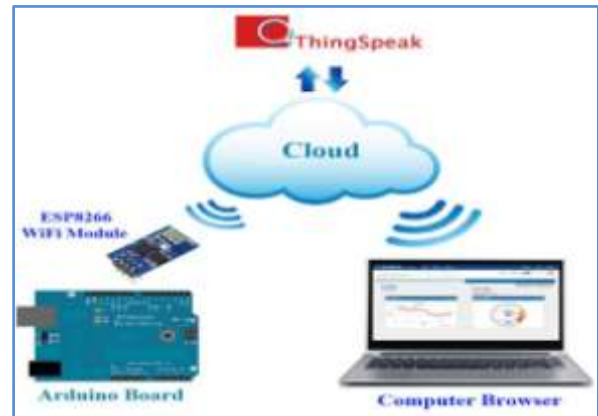 ThingSpeak
Cloud
ESP8266
WiFi Module
Arduino Board
Computer Browser